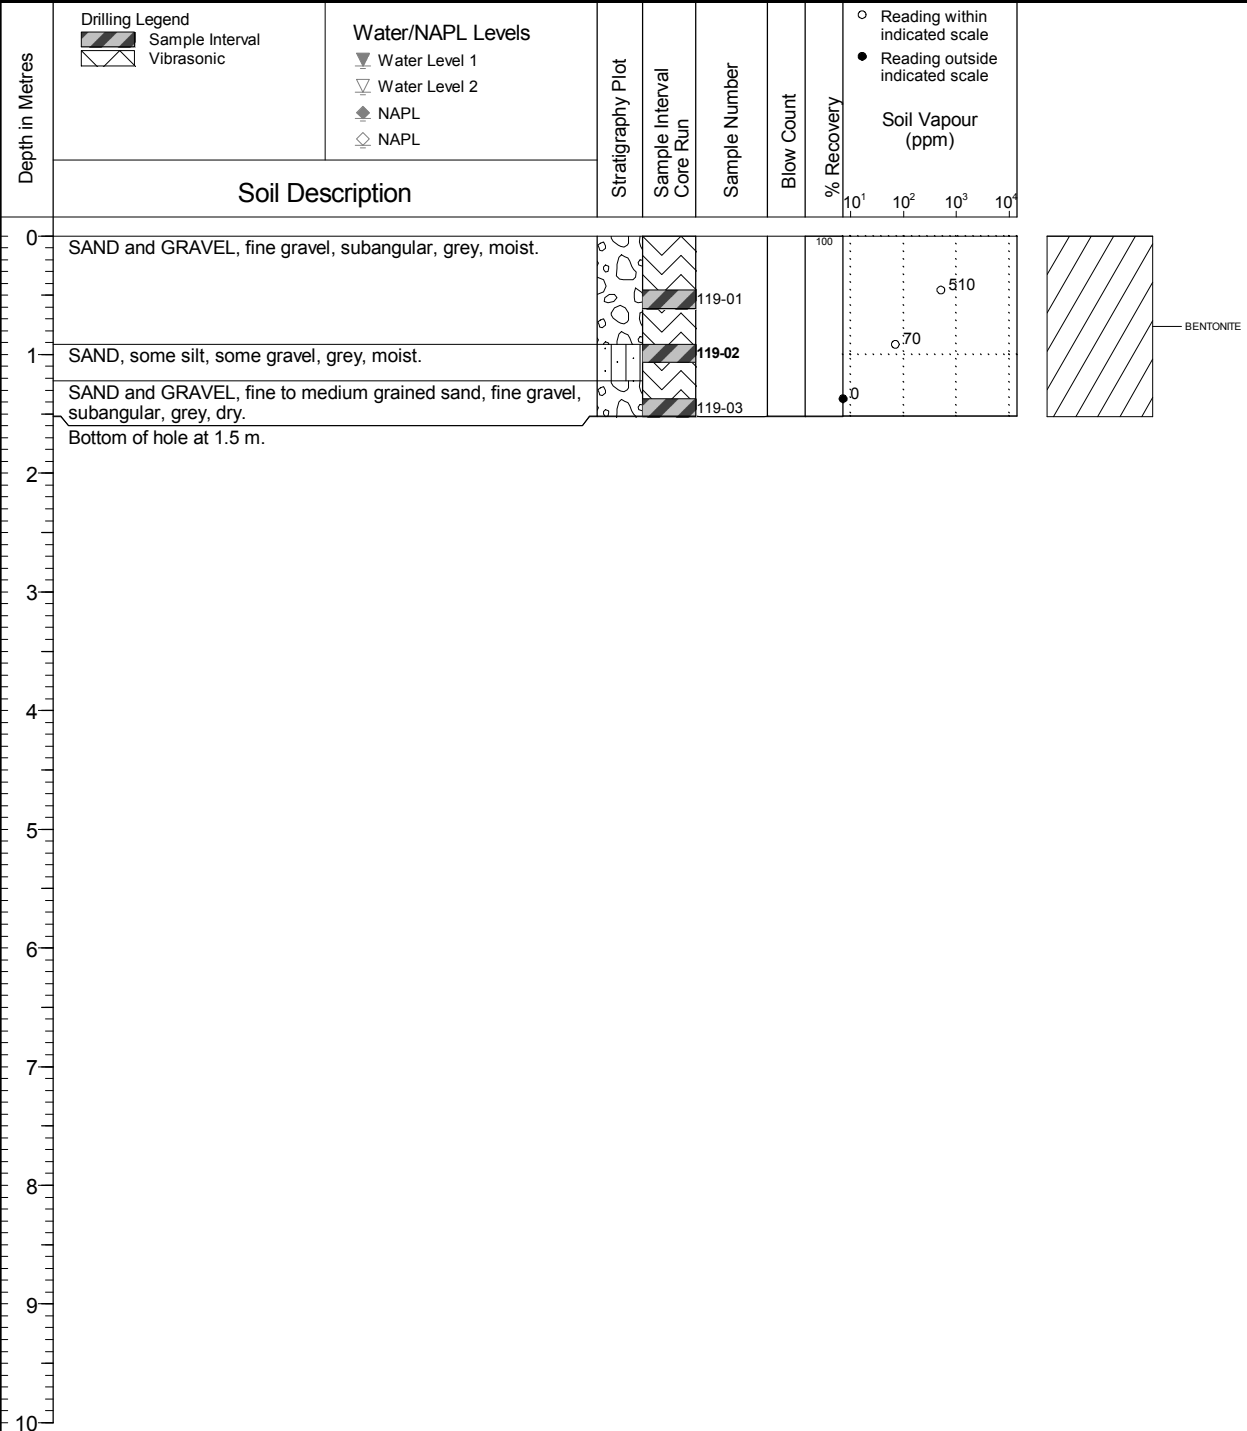 Depth in Metres
Drilling Legend
Sample Interval
Vibrasonic
Water/NAPL Levels
Water Level 1
Water Level 2
NAPL
NAPL
Soil Description
Stratigraphy Plot
Sample Interval
Core Run
Sample Number
Blow Count
% Recovery
Reading within
indicated scale
Reading outside
indicated scale
Soil Vapour
(ppm)
10¹ 10² 10³ 10⁴
0
SAND and GRAVEL, fine gravel, subangular, grey, moist.
100
510
119-01
BENTONITE
70
1
SAND, some silt, some gravel, grey, moist.
119-02
SAND and GRAVEL, fine to medium grained sand, fine gravel,
subangular, grey, dry.
119-03
0
Bottom of hole at 1.5 m.
2
3
4
5
6
7
8
9
10